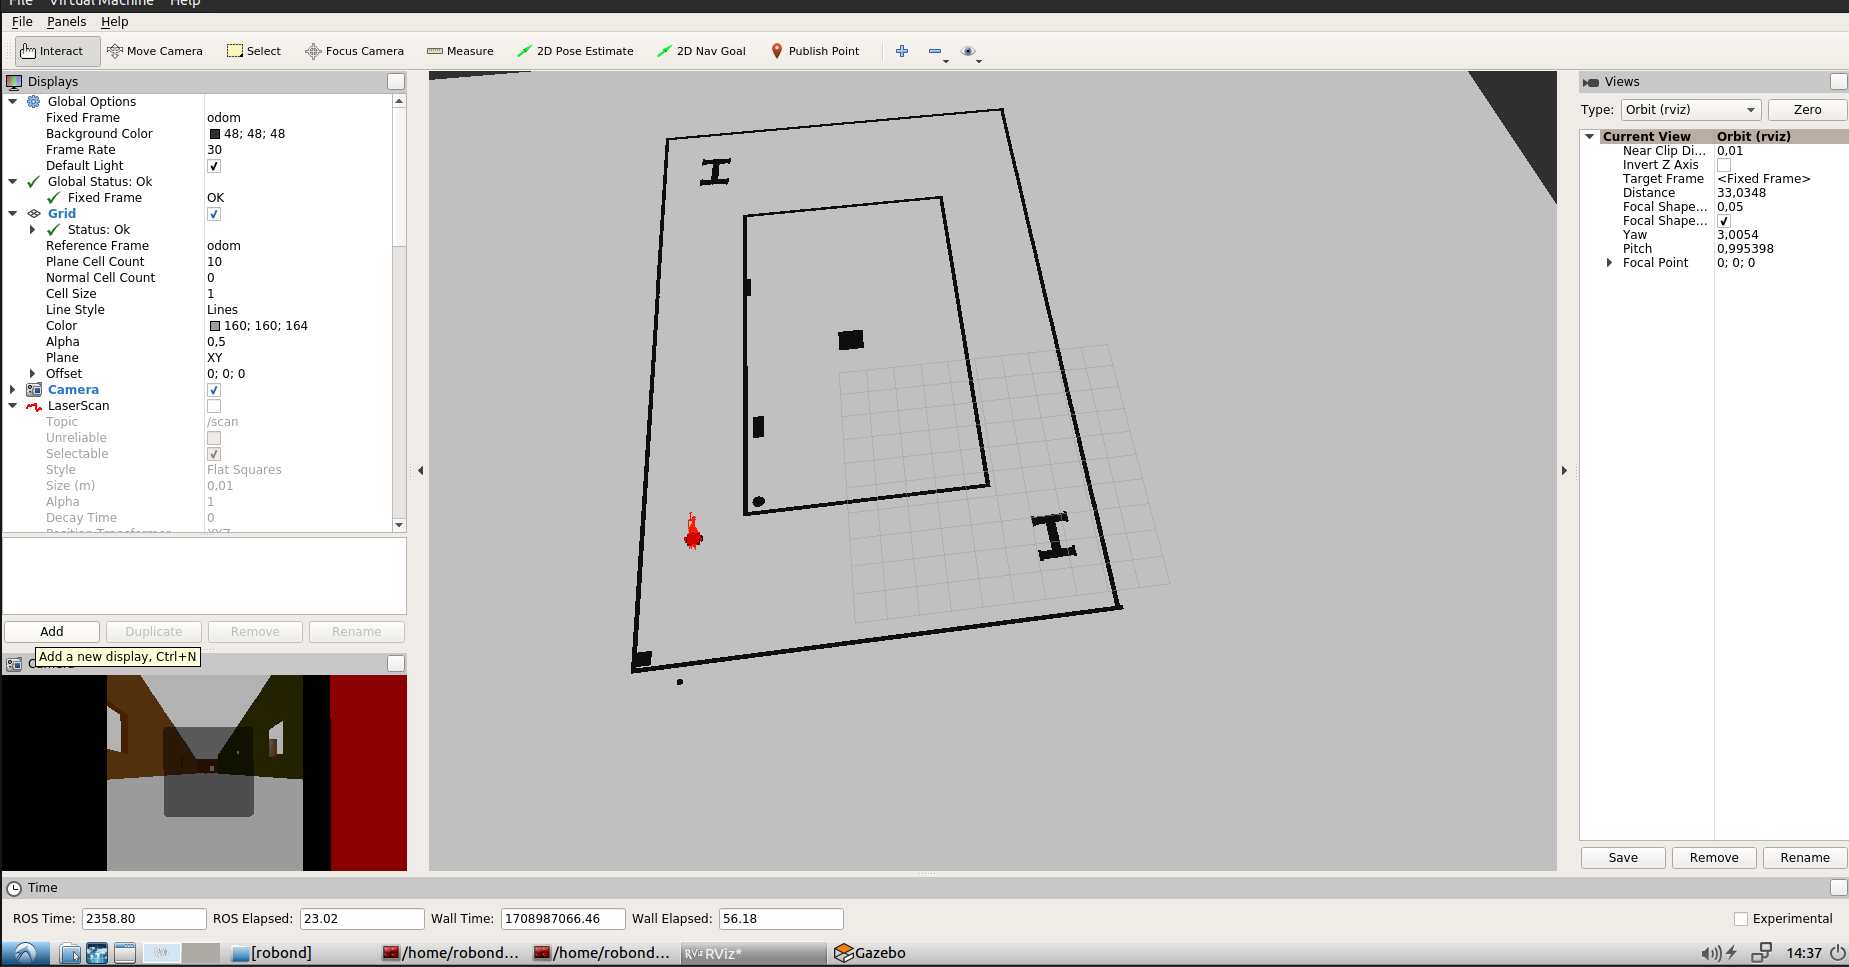 File Virtual Machine Help
File Panels Help
Interact Move Camera Select Focus Camera Measure 2D Pose Estimate 2D Nav Goal Publish Point
Displays
Global Options
Fixed Frame odom
Background Color 48; 48; 48
Frame Rate 30
Default Light
Global Status: Ok
Fixed Frame OK
Grid
Status: Ok
Reference Frame odom
Plane Cell Count 10
Normal Cell Count 0
Cell Size 1
Line Style Lines
Color 160; 160; 164
Alpha 0,5
Plane XY
Offset 0; 0; 0
Camera
LaserScan
Topic /scan
Unreliable
Selectable
Style Flat Squares
Size (m) 0,01
Alpha 1
Decay Time 0
Position Transformer XYZ
Add Duplicate Remove Rename
Add a new display, Ctrl+N
Views
Type: Orbit (rviz) Zero
Current View Orbit (rviz)
Near Clip Di... 0,01
Invert Z Axis
Target Frame <Fixed Frame>
Distance 33,0348
Focal Shape... 0,05
Focal Shape...
Yaw 3,0054
Pitch 0,995398
Focal Point 0; 0; 0
Save Remove Rename
Time
ROS Time: 2358.80 ROS Elapsed: 23.02 Wall Time: 1708987066.46 Wall Elapsed: 56.18 Experimental
[robond] /home/robond... /home/robond... RViz* Gazebo 14:37